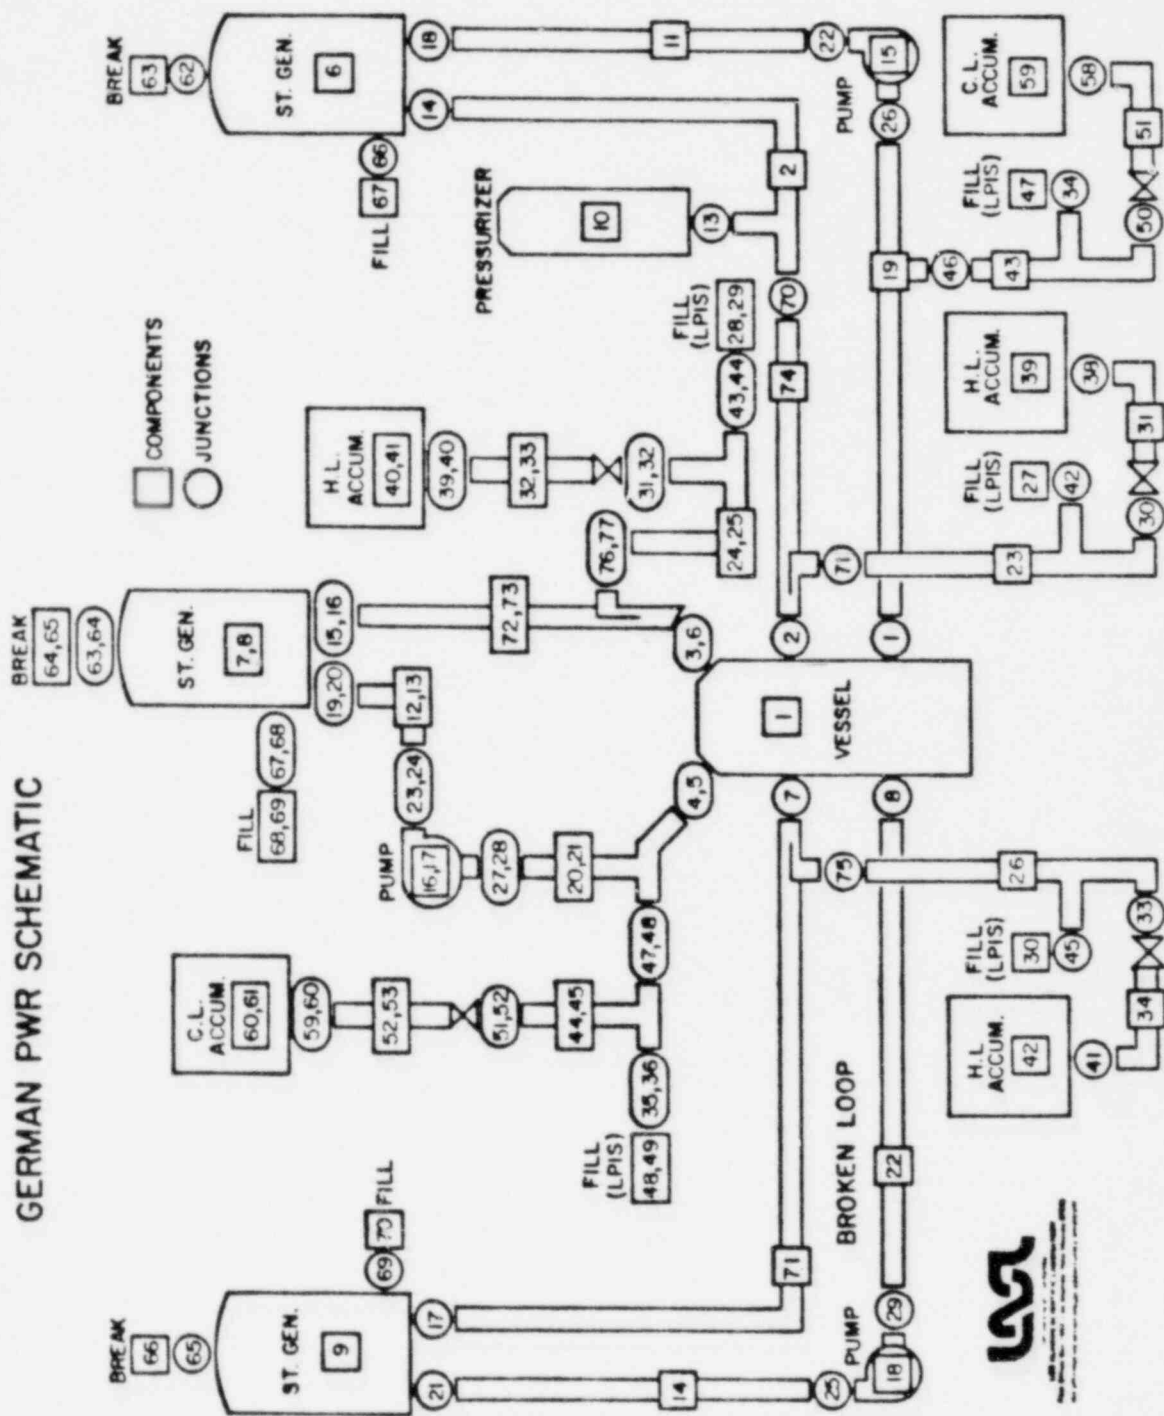 GERMAN PWR SCHEMATIC
BREAK
66
65
ST. GEN.
9
69
70
FILL
21
17
14
71
25
PUMP
18
29
22
BROKEN LOOP
C.L.
ACCUM.
60,61
59,60
52,53
51,52
44,45
FILL
(LPIS)
48,49
35,36
47,48
BREAK
64,65
63,64
ST. GEN.
7,8
FILL
68,69
67,68
19,20
15,16
12,13
23,24
PUMP
16,17
27,28
20,21
72,73
76,77
4,5
3,6
COMPONENTS
JUNCTIONS
H.L.
ACCUM.
40,41
39,40
32,33
31,32
24,25
43,44
FILL
(LPIS)
28,29
BREAK
63
62
ST. GEN.
6
FILL
67
66
14
18
11
22
PUMP
15
26
PRESSURIZER
10
13
2
70
74
19
7
8
1
VESSEL
2
1
75
26
FILL
(LPIS)
30
45
33
34
H.L.
ACCUM.
42
41
71
23
FILL
(LPIS)
27
42
30
31
H.L.
ACCUM.
39
38
46
43
FILL
(LPIS)
47
34
50
51
C.L.
ACCUM.
59
58